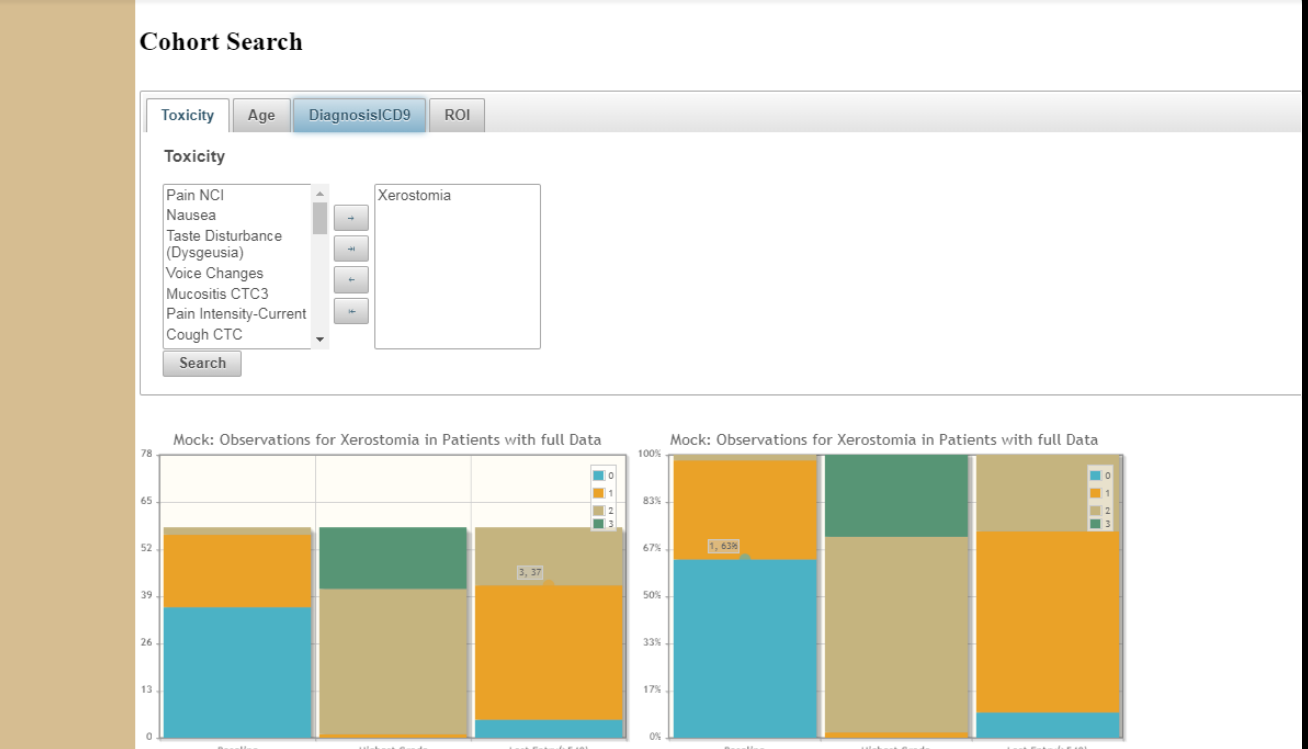 Cohort Search
Toxicity Age DiagnosisICD9 ROI
Toxicity
Pain NCI
Nausea
Taste Disturbance
(Dysgeusia)
Voice Changes
Mucositis CTC3
Pain Intensity-Current
Cough CTC
Xerostomia
Search
Mock: Observations for Xerostomia in Patients with full Data
78
65
52
39
26
13
0
0
1
2
3
3, 37
Mock: Observations for Xerostomia in Patients with full Data
100%
83%
67%
50%
33%
17%
0%
0
1
2
3
1, 63%